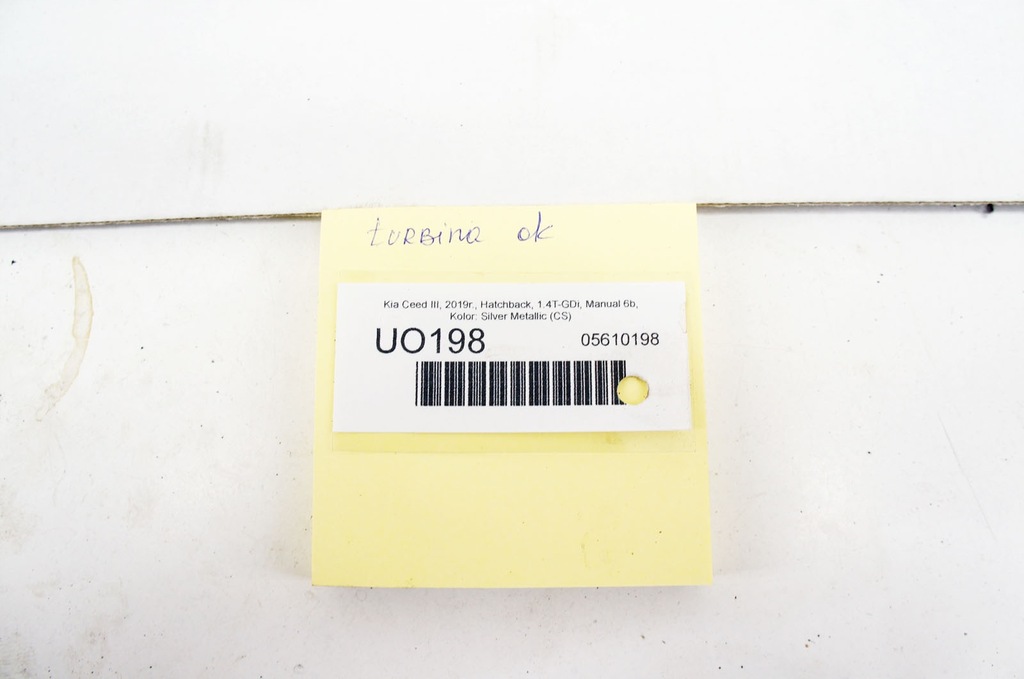 turbina ok
Kia Ceed III, 2019r., Hatchback, 1.4T-GDi, Manual 6b,
Kolor: Silver Metallic (CS)
UO198 05610198